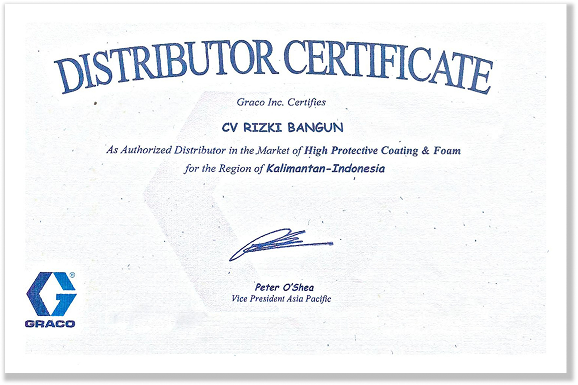 DISTRIBUTOR CERTIFICATE
Graco Inc. Certifies
CV RIZKI BANGUN
As Authorized Distributor in the Market of High Protective Coating & Foam
for the Region of Kalimantan-Indonesia
Peter O'Shea
Vice President Asia Pacific
®
GRACO